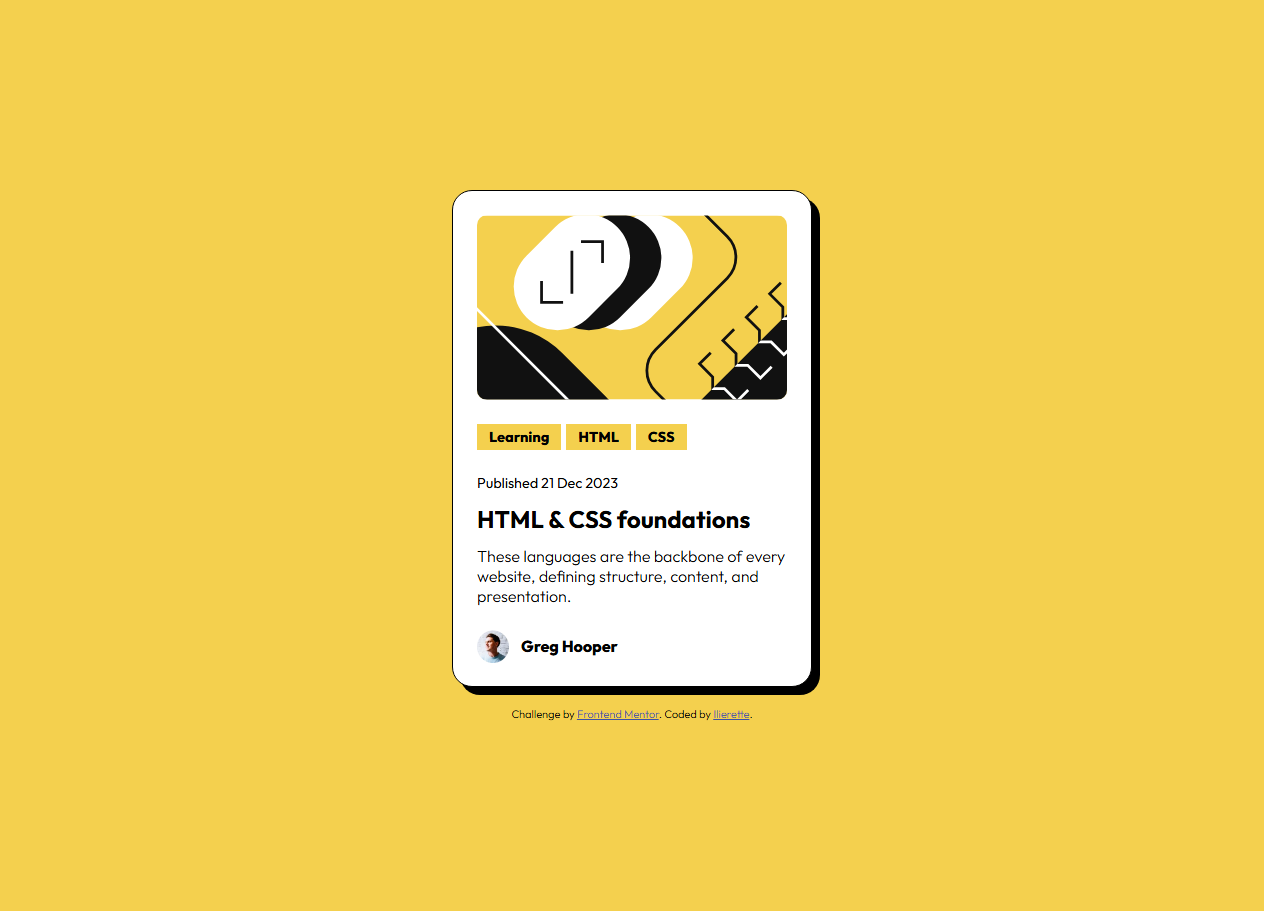 Learning HTML CSS
Published 21 Dec 2023
HTML & CSS foundations
These languages are the backbone of every
website, defining structure, content, and
presentation.
Greg Hooper
Challenge by Frontend Mentor. Coded by Ilierette.